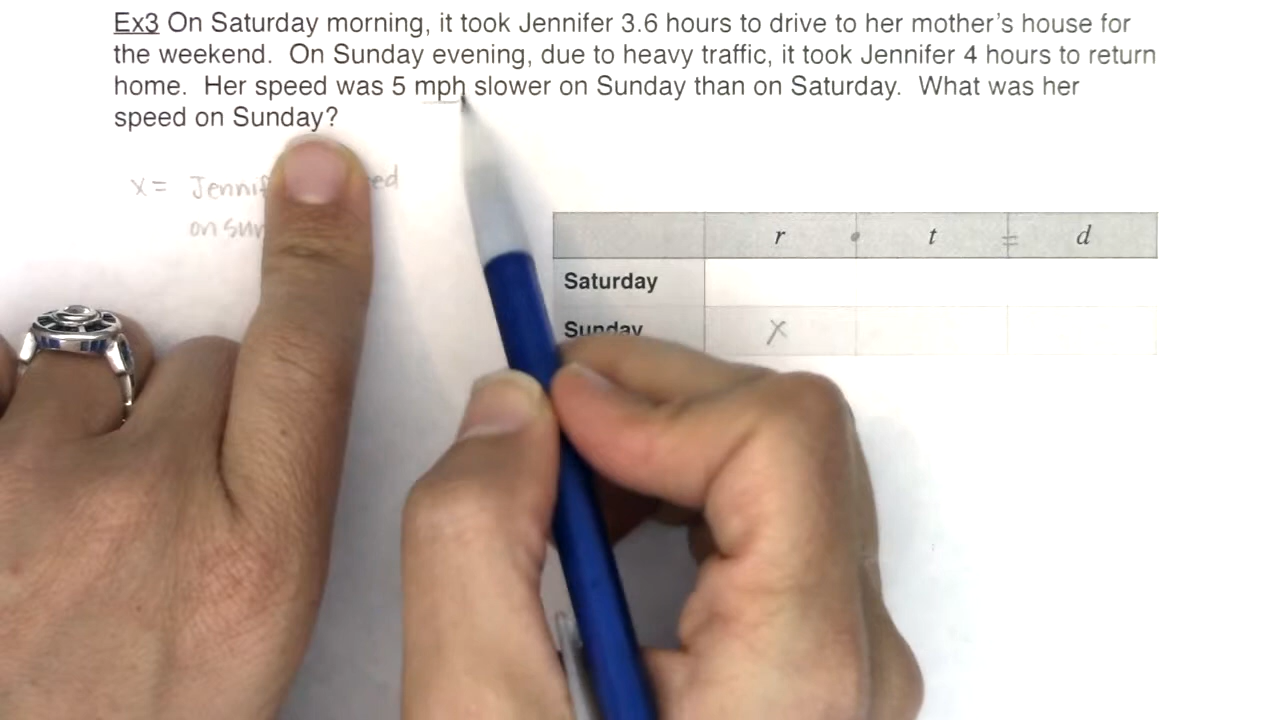 Ex3 On Saturday morning, it took Jennifer 3.6 hours to drive to her mother's house for
the weekend. On Sunday evening, due to heavy traffic, it took Jennifer 4 hours to return
home. Her speed was 5 mph slower on Sunday than on Saturday. What was her
speed on Sunday?
x =
on
r • t = d
Saturday
Sunday x